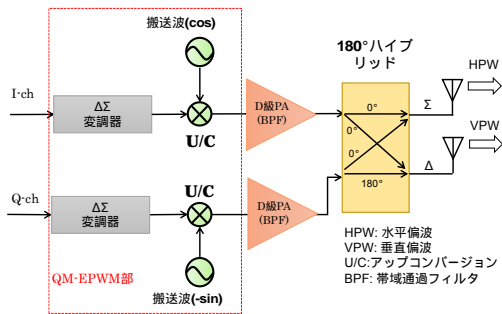 搬送波(cos)
180°ハイブ
リッド
HPW
I-ch
ΔΣ
変調器
U/C
D級PA
(BPF)
0°
Σ
0°
VPW
0°
Q-ch
ΔΣ
変調器
U/C
D級PA
(BPF)
180°
Δ
QM-EPWM部
搬送波(-sin)
HPW: 水平偏波
VPW: 垂直偏波
U/C:アップコンバージョン
BPF: 帯域通過フィルタ